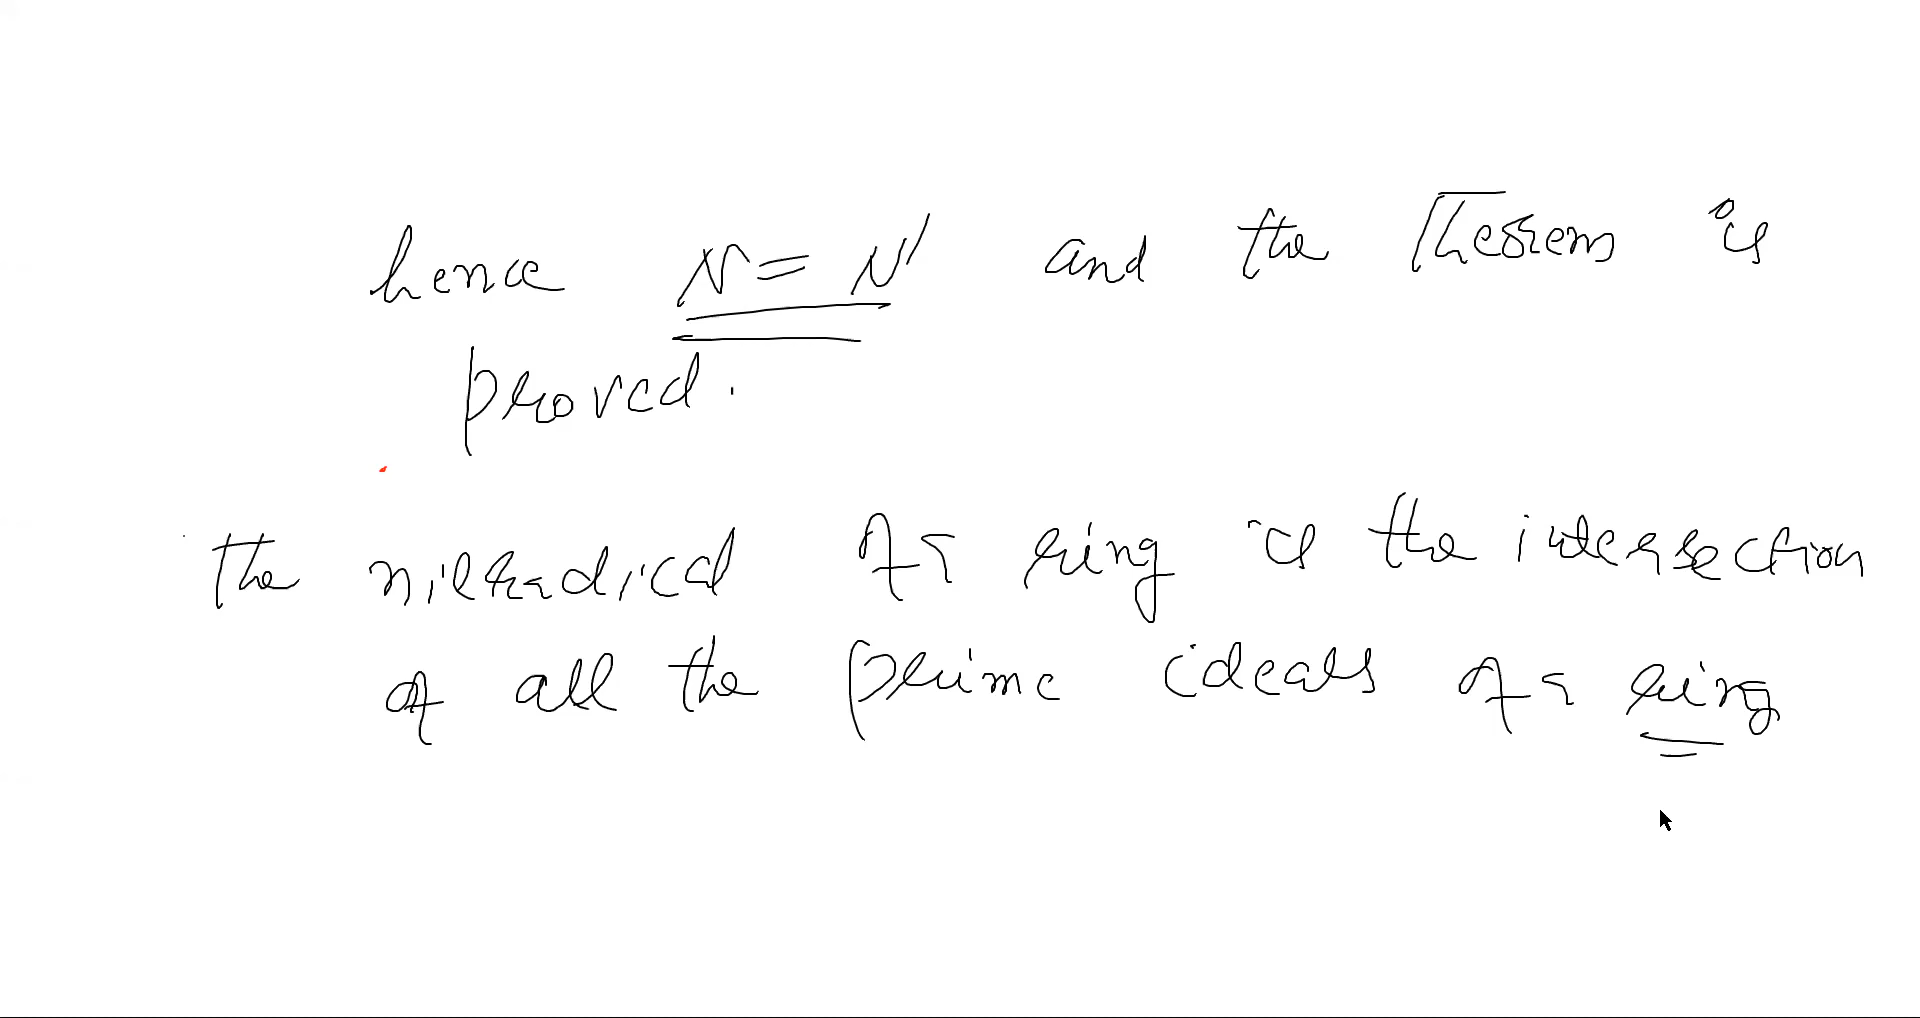 hence N = N' and the Theorem is
proved.
The nilradical of a ring is the intersection
of all the prime ideals of a ring